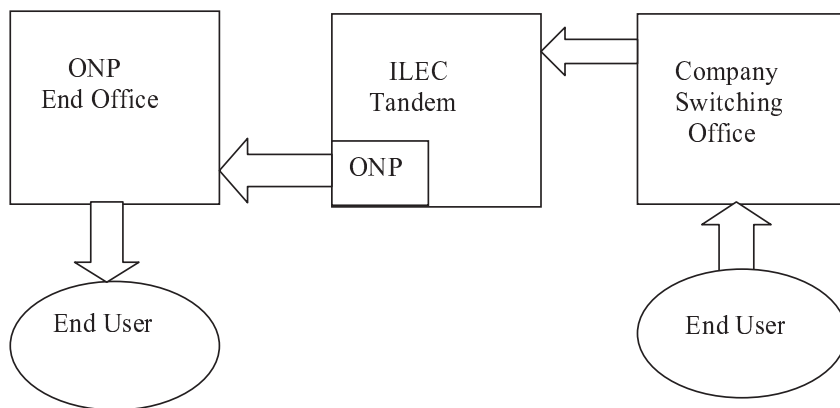 ONP
End Office
ILEC
Tandem
ONP
Company
Switching
Office
End User
End User